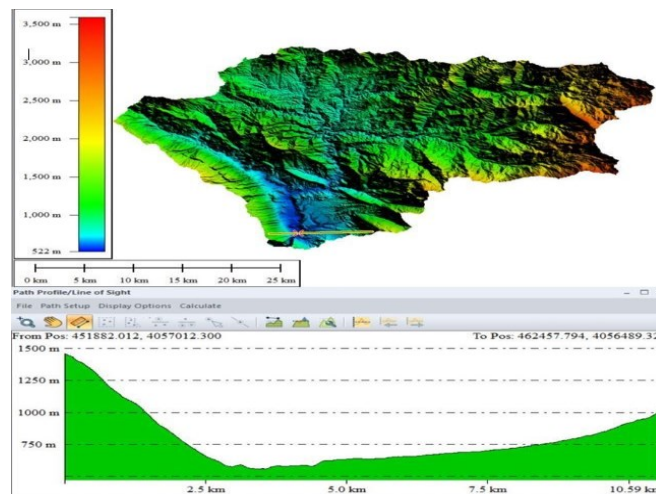 3,500 m
3,000 m
2,500 m
2,000 m
1,500 m
1,000 m
522 m
0 km 5 km 10 km 15 km 20 km 25 km
Path Profile/Line of Sight
File Path Setup Display Options Calculate
From Pos: 451882.012, 4057012.300 To Pos: 462457.794, 4056489.32
1500 m
1250 m
1000 m
750 m
2.5 km 5.0 km 7.5 km 10.59 km